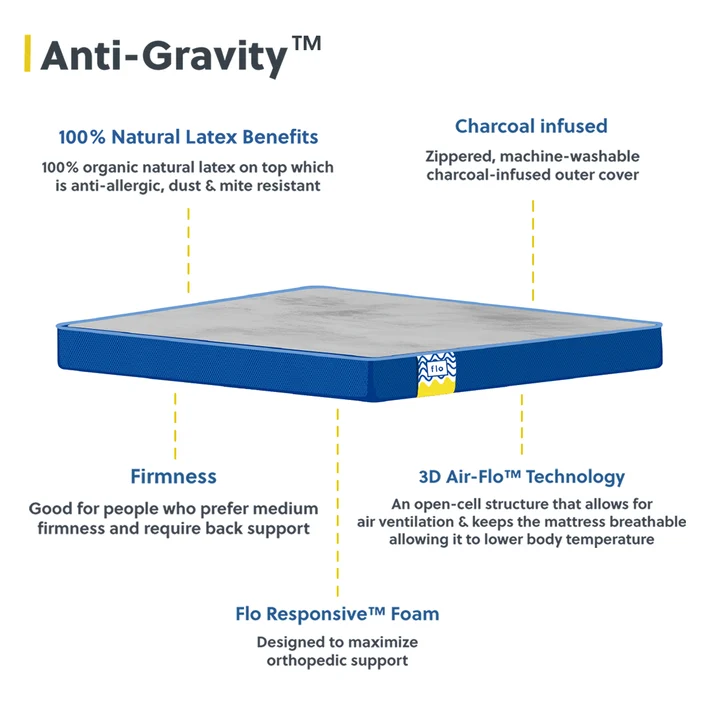 Anti-Gravity™
100% Natural Latex Benefits
100% organic natural latex on top which
is anti-allergic, dust & mite resistant
Charcoal infused
Zippered, machine-washable
charcoal-infused outer cover
flo
Firmness
Good for people who prefer medium
firmness and require back support
3D Air-Flo™ Technology
An open-cell structure that allows for
air ventilation & keeps the mattress breathable
allowing it to lower body temperature
Flo Responsive™ Foam
Designed to maximize
orthopedic support